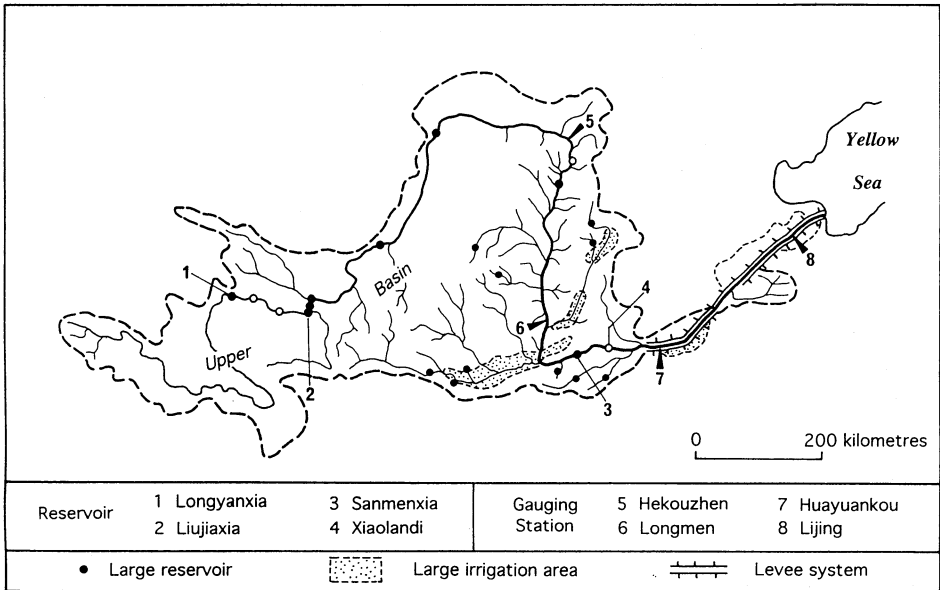 5
Yellow
Sea
8
1
Basin
4
6
Upper
2
7
3
0 200 kilometres
Reservoir
1 Longyanxia
2 Liujiaxia
3 Sanmenxia
4 Xiaolandi
Gauging
Station
5 Hekouzhen
6 Longmen
7 Huayuankou
8 Lijing
Large reservoir
Large irrigation area
Levee system